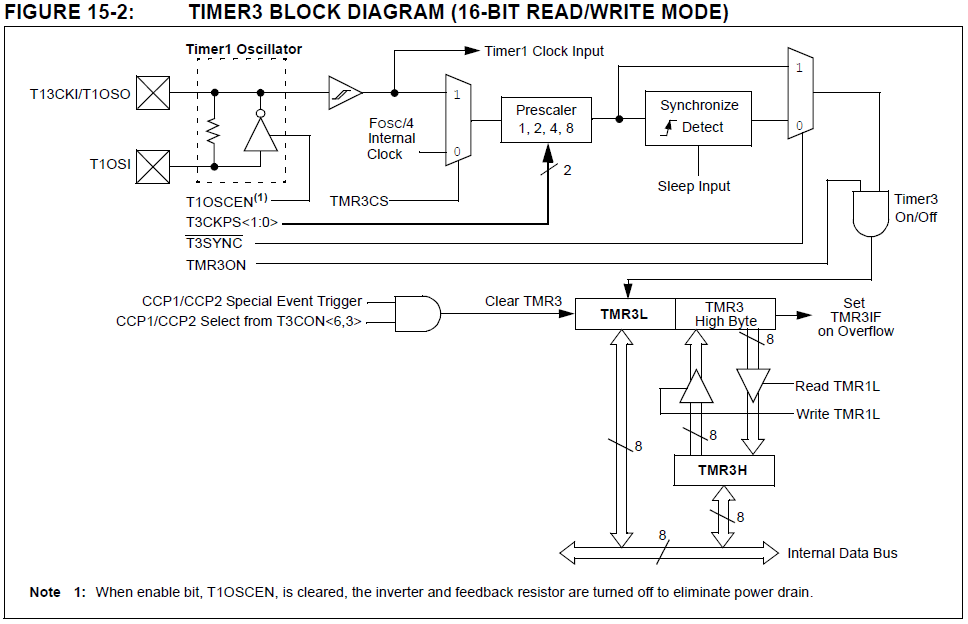 FIGURE 15-2: TIMER3 BLOCK DIAGRAM (16-BIT READ/WRITE MODE)
Timer1 Oscillator
Timer1 Clock Input
T13CKI/T1OSO
1
FOSC/4
Internal
Clock
0
Prescaler
1, 2, 4, 8
Synchronize
Detect
1
0
T1OSI
2
Sleep Input
T1OSCEN(1)
TMR3CS
T3CKPS<1:0>
T3SYNC
TMR3ON
Timer3
On/Off
CCP1/CCP2 Special Event Trigger
CCP1/CCP2 Select from T3CON<6,3>
Clear TMR3
TMR3L
TMR3
High Byte
Set
TMR3IF
on Overflow
8
Read TMR1L
Write TMR1L
8
8
TMR3H
8
8
Internal Data Bus
Note 1: When enable bit, T1OSCEN, is cleared, the inverter and feedback resistor are turned off to eliminate power drain.